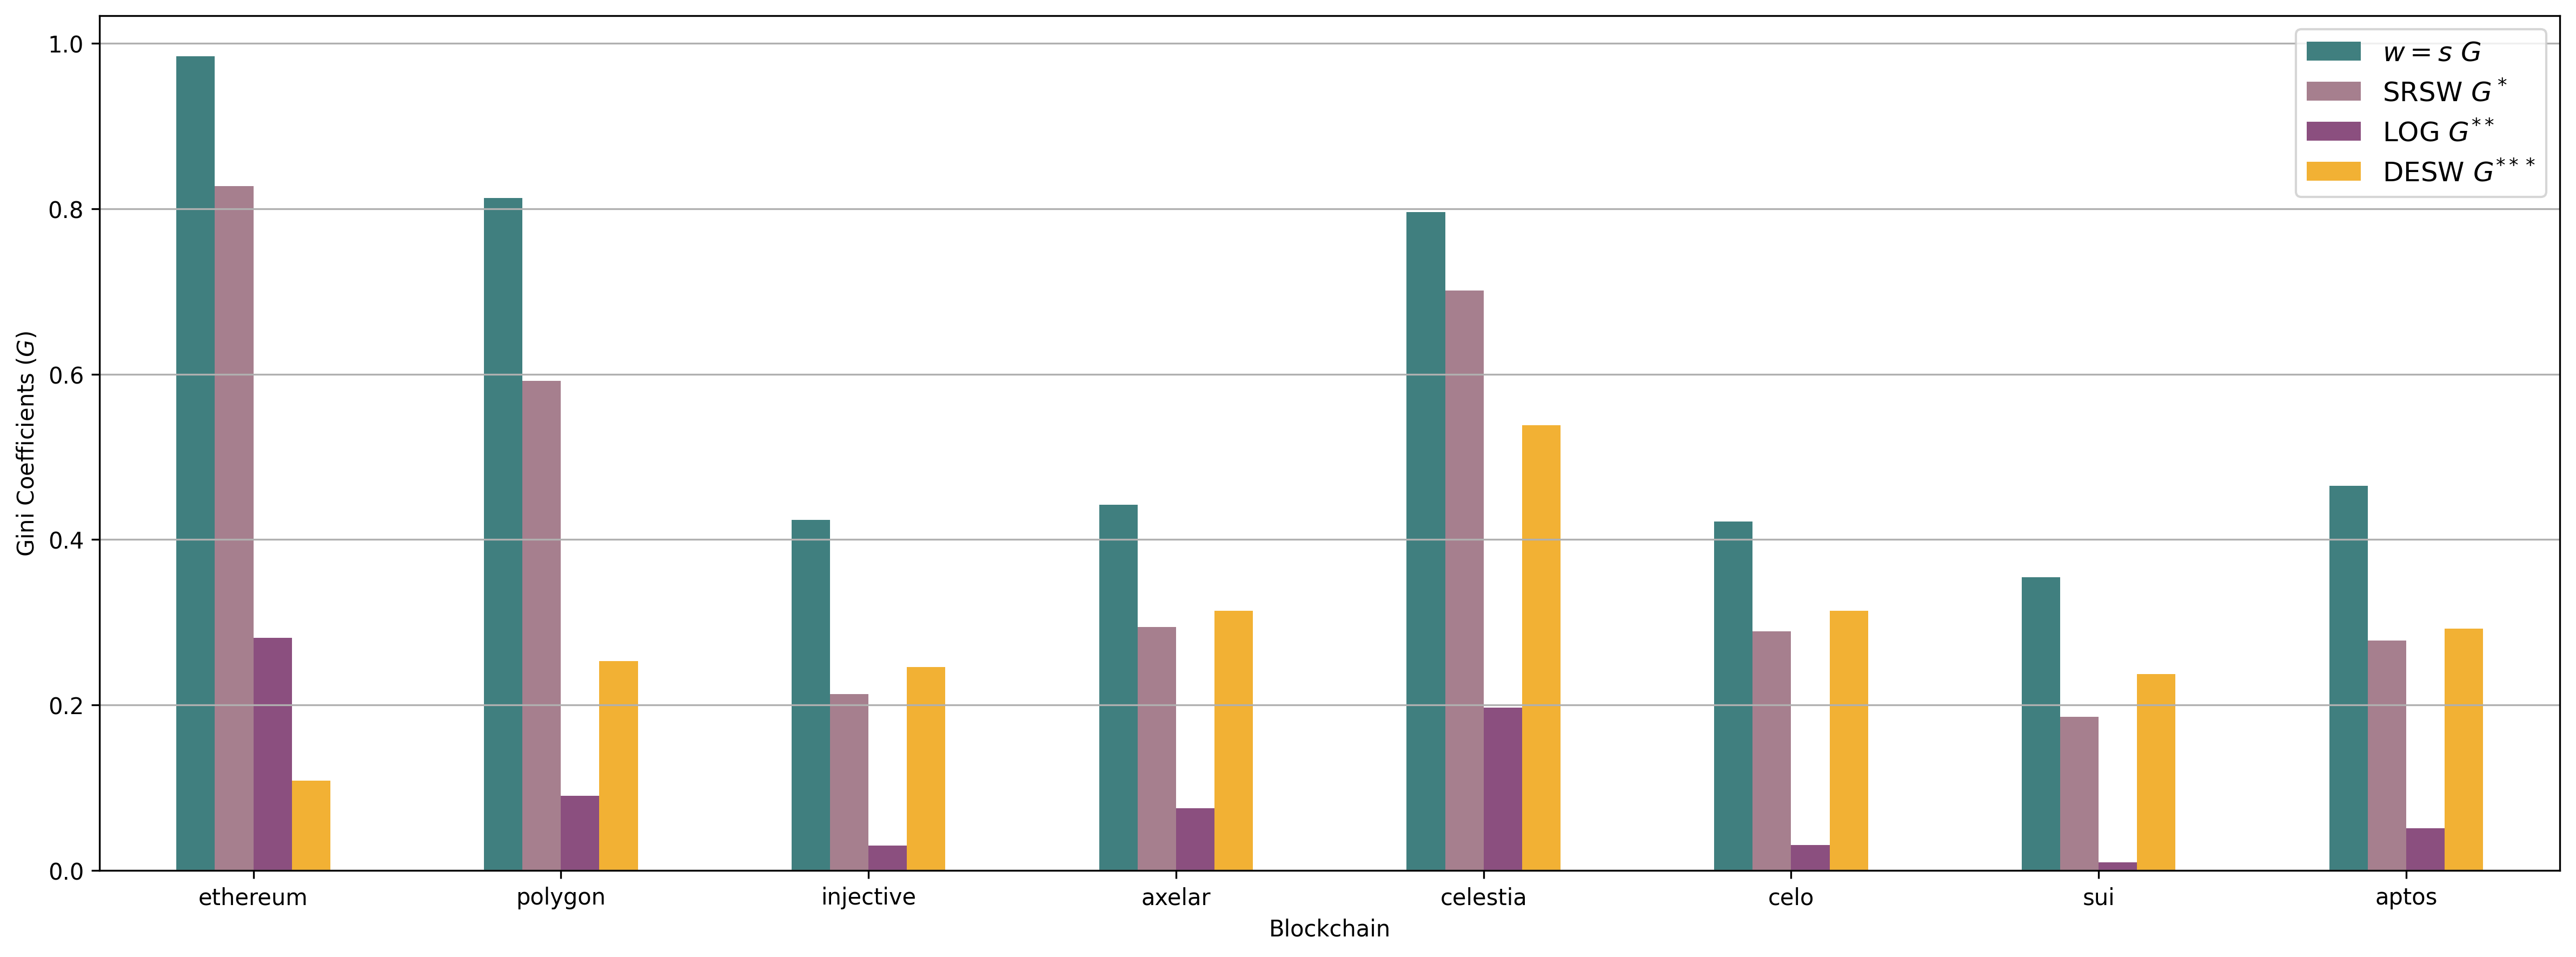 1.0
0.8
0.6
0.4
0.2
0.0
Gini Coefficients (G)
w = s G
SRSW G*
LOG G**
DESW G***
ethereum polygon injective axelar celestia celo sui aptos
Blockchain